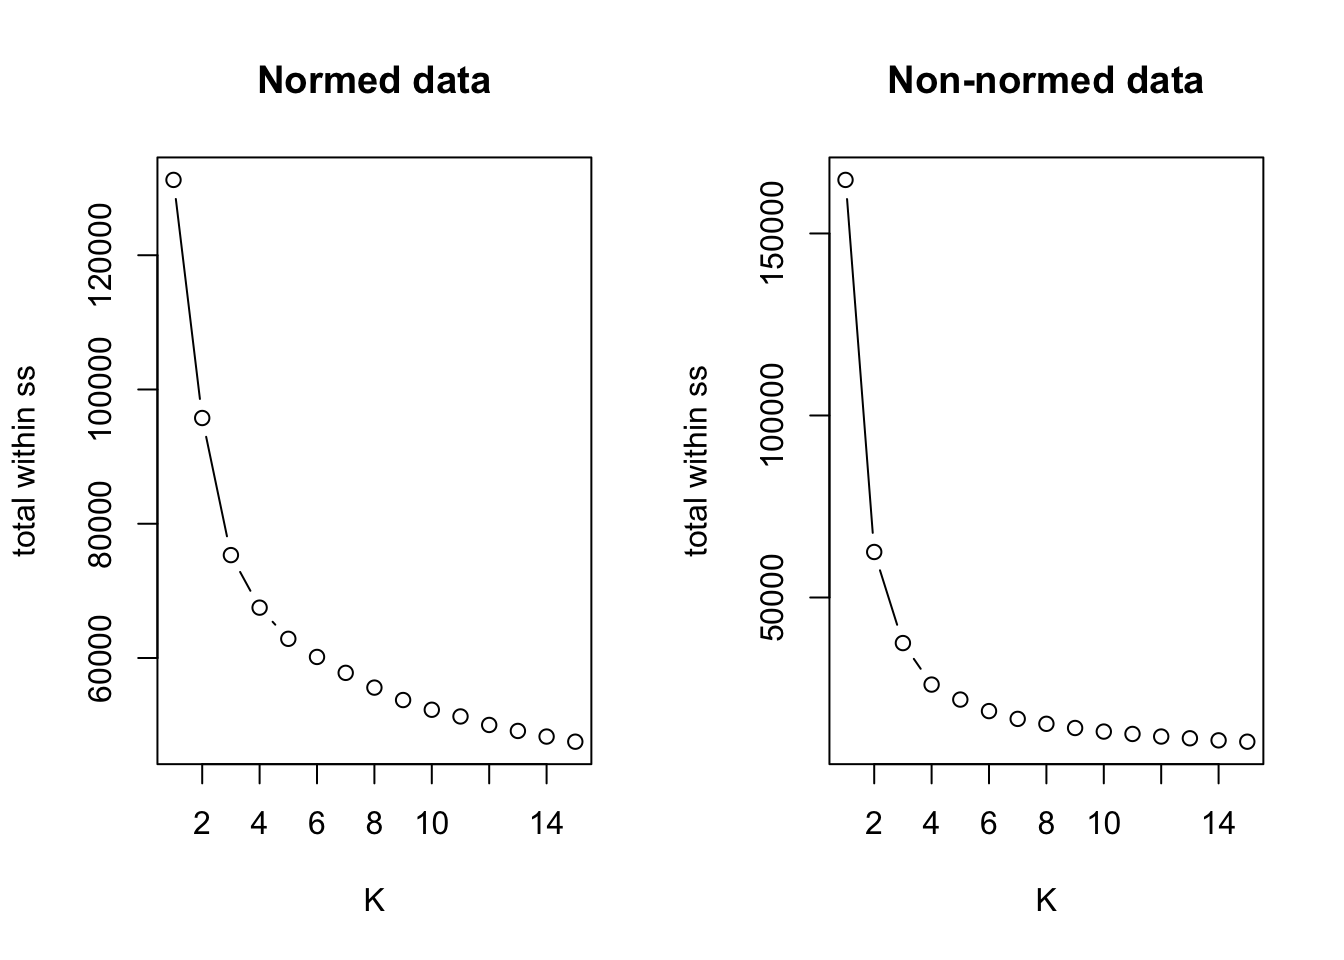 Normed data
total within ss
120000
100000
80000
60000
2 4 6 8 10 14
K
Non-normed data
total within ss
150000
100000
50000
2 4 6 8 10 14
K